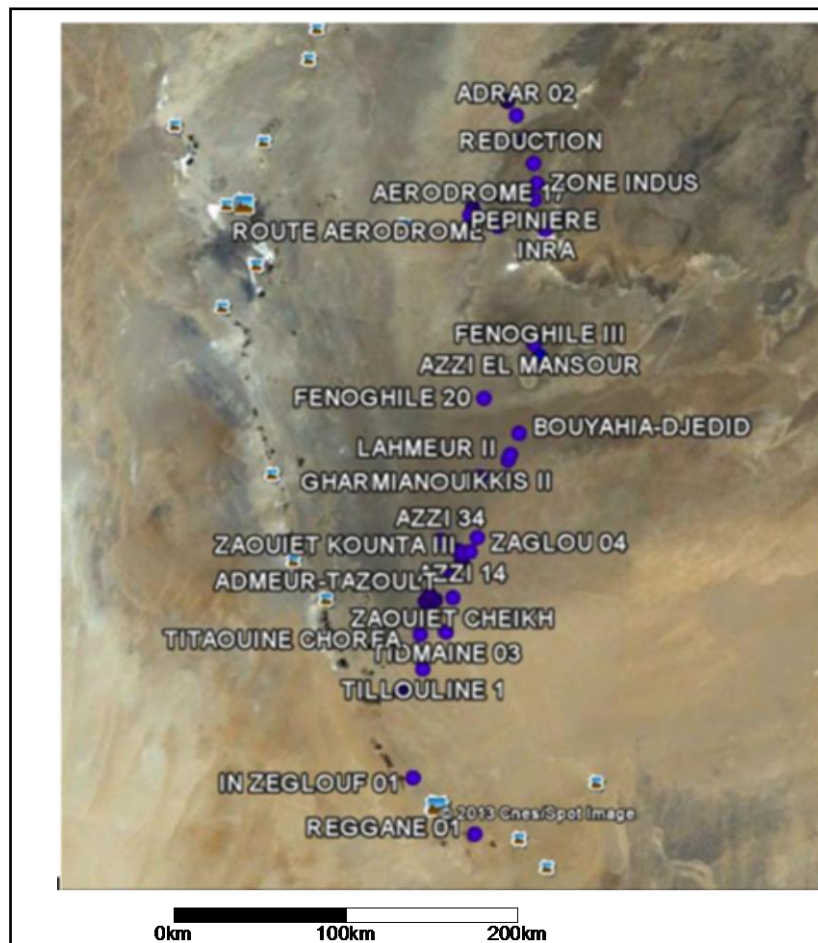 ADRAR 02
REDUCTION
ZONE INDUS
AERODROME 17
PEPINIERE
ROUTE AERODROME
INRA
FENOGHILE III
AZZI EL MANSOUR
FENOGHILE 20
BOUYAHIA-DJEDID
LAHMEUR II
GHARMIANOUIKKIS II
AZZI 34
ZAOUIET KOUNTA III
ZAGLOU 04
AZZI 14
ADMEUR-TAZOULT
ZAOUIET CHEIKH
TITAOUINE CHORFA
TIDMAINE 03
TILLOULINE 1
IN ZEGLOUF 01
© 2013 Cnes/Spot Image
REGGANE 01
0km 100km 200km